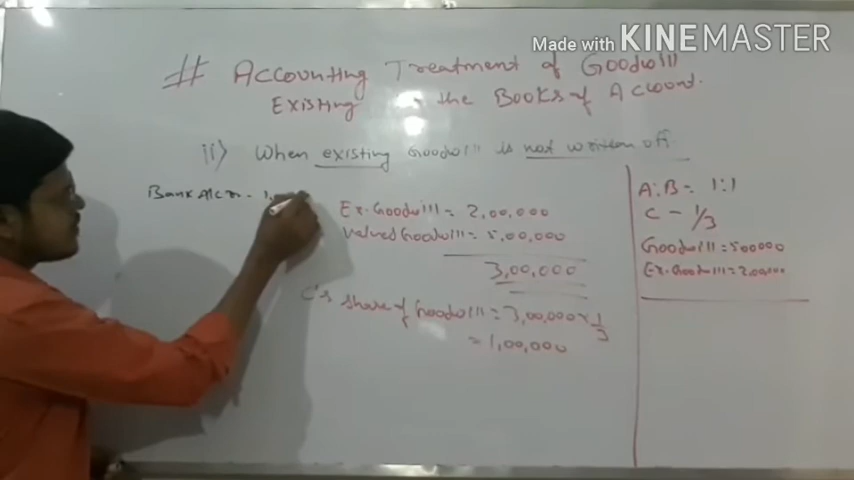 Made with KINEMASTER
# Accounting Treatment of Goodwill
Existing the Books of Account.
ii) When existing Goodwill is not written off
Bank A/c Dr -
Ex. Goodwill = 2,00,000
valued Goodwill = 5,00,000
3,00,000
C's share of Goodwill = 3,00,000 x 1/3
= 1,00,000
A:B = 1:1
C - 1/3
Goodwill = 500000
Ex. Goodwill = 200000